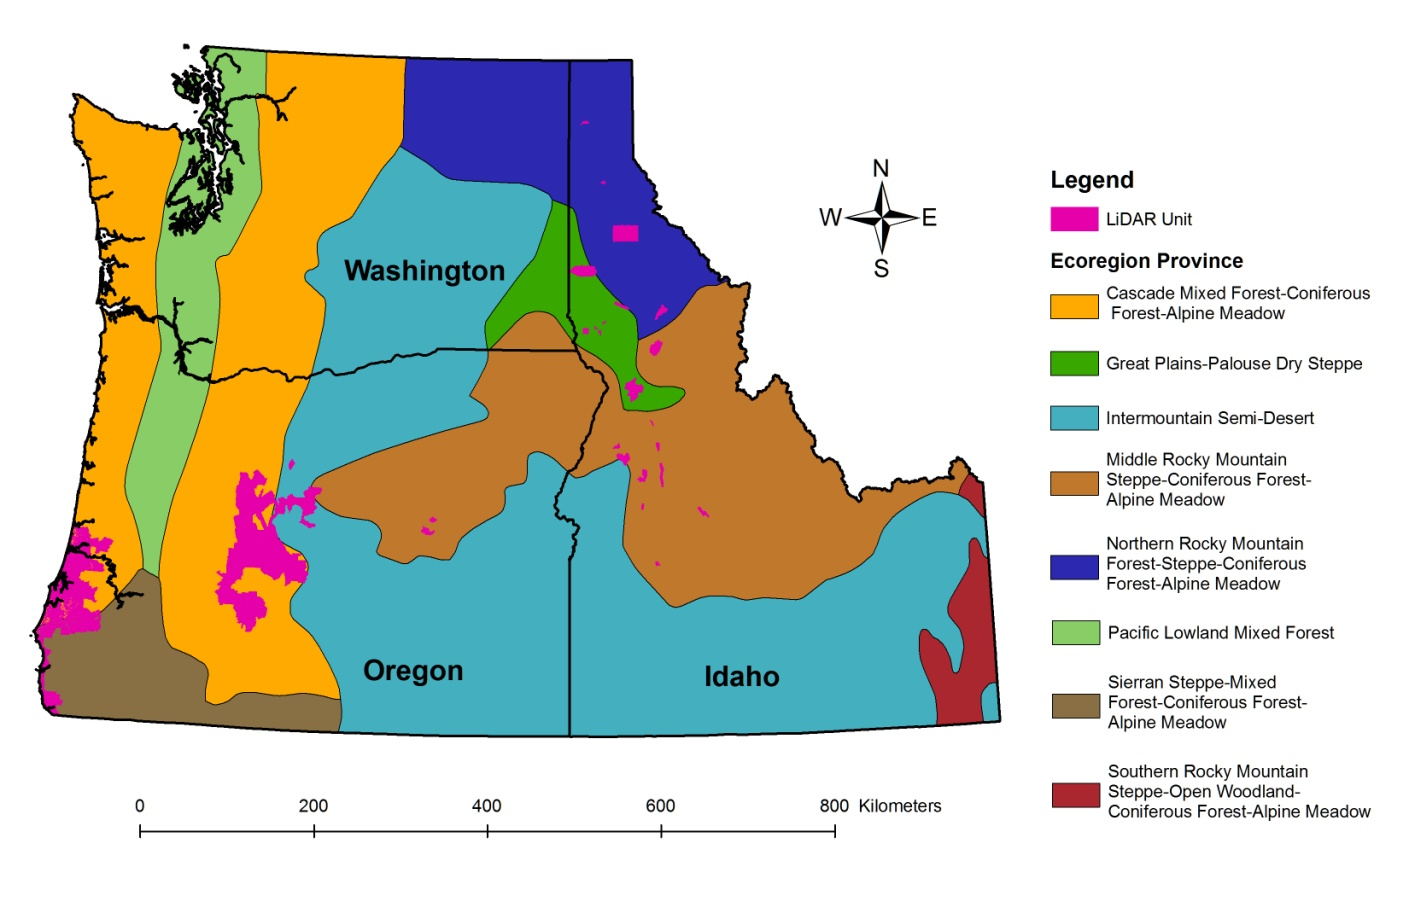 N
W E
S
Washington
Oregon
Idaho
Legend
LiDAR Unit
Ecoregion Province
Cascade Mixed Forest-Coniferous
Forest-Alpine Meadow
Great Plains-Palouse Dry Steppe
Intermountain Semi-Desert
Middle Rocky Mountain
Steppe-Coniferous Forest-
Alpine Meadow
Northern Rocky Mountain
Forest-Steppe-Coniferous
Forest-Alpine Meadow
Pacific Lowland Mixed Forest
Sierran Steppe-Mixed
Forest-Coniferous Forest-
Alpine Meadow
Southern Rocky Mountain
Steppe-Open Woodland-
Coniferous Forest-Alpine Meadow
0 200 400 600 800 Kilometers